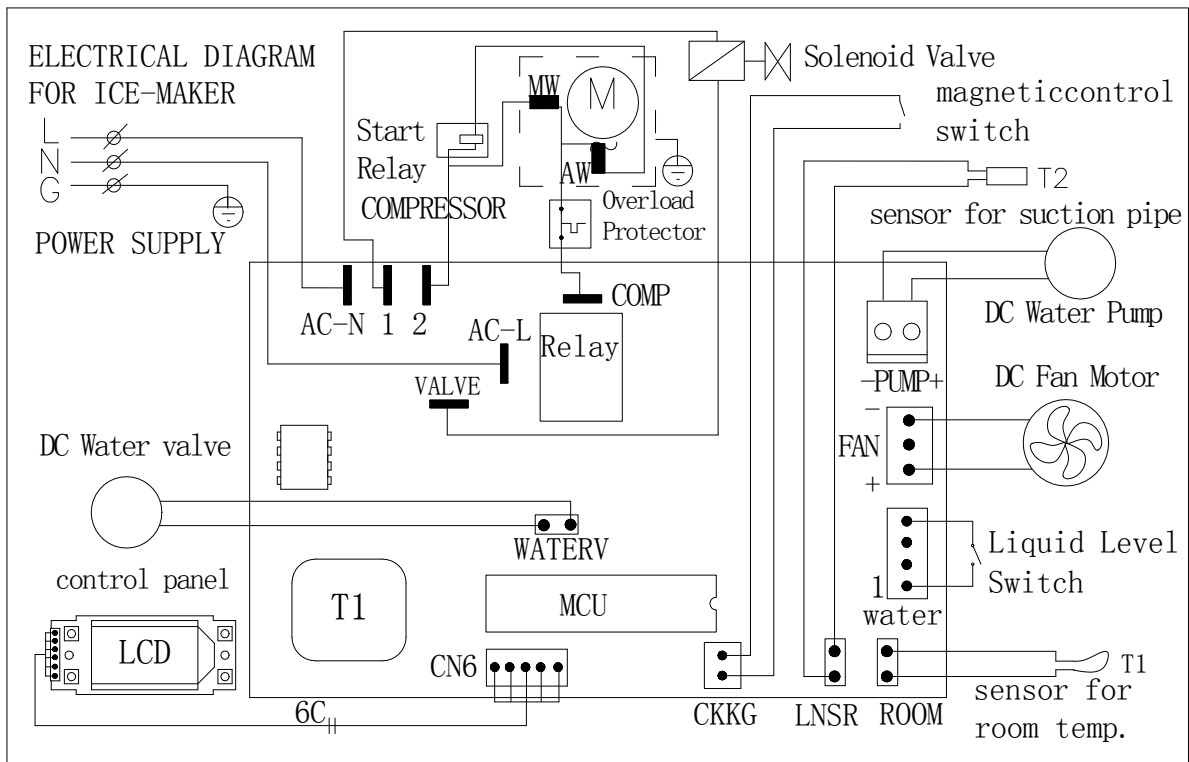 ELECTRICAL DIAGRAM
FOR ICE-MAKER
L
N
G
POWER SUPPLY
Start
Relay
COMPRESSOR
MW
M
AW
Overload
Protector
Solenoid Valve
magneticcontrol
switch
T2
sensor for suction pipe
DC Water Pump
AC-N 1 2
COMP
AC-L
Relay
VALVE
-PUMP+
DC Fan Motor
-
FAN
+
DC Water valve
WATERV
Liquid Level
Switch
1
water
control panel
LCD
T1
MCU
CN6
6C
CKKG
LNSR
ROOM
T1
sensor for
room temp.